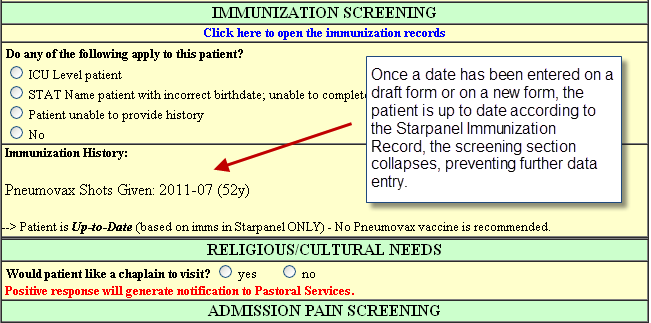 IMMUNIZATION SCREENING
Click here to open the immunization records
Do any of the following apply to this patient?
ICU Level patient
STAT Name patient with incorrect birthdate; unable to complete
Patient unable to provide history
No
Once a date has been entered on a
draft form or on a new form, the
patient is up to date according to
the Starpanel Immunization
Record, the screening section
collapses, preventing further data
entry.
Immunization History:
Pneumovax Shots Given: 2011-07 (52y)
--> Patient is Up-to-Date (based on imms in Starpanel ONLY) - No Pneumovax vaccine is recommended.
RELIGIOUS/CULTURAL NEEDS
Would patient like a chaplain to visit? yes no
Positive response will generate notification to Pastoral Services.
ADMISSION PAIN SCREENING